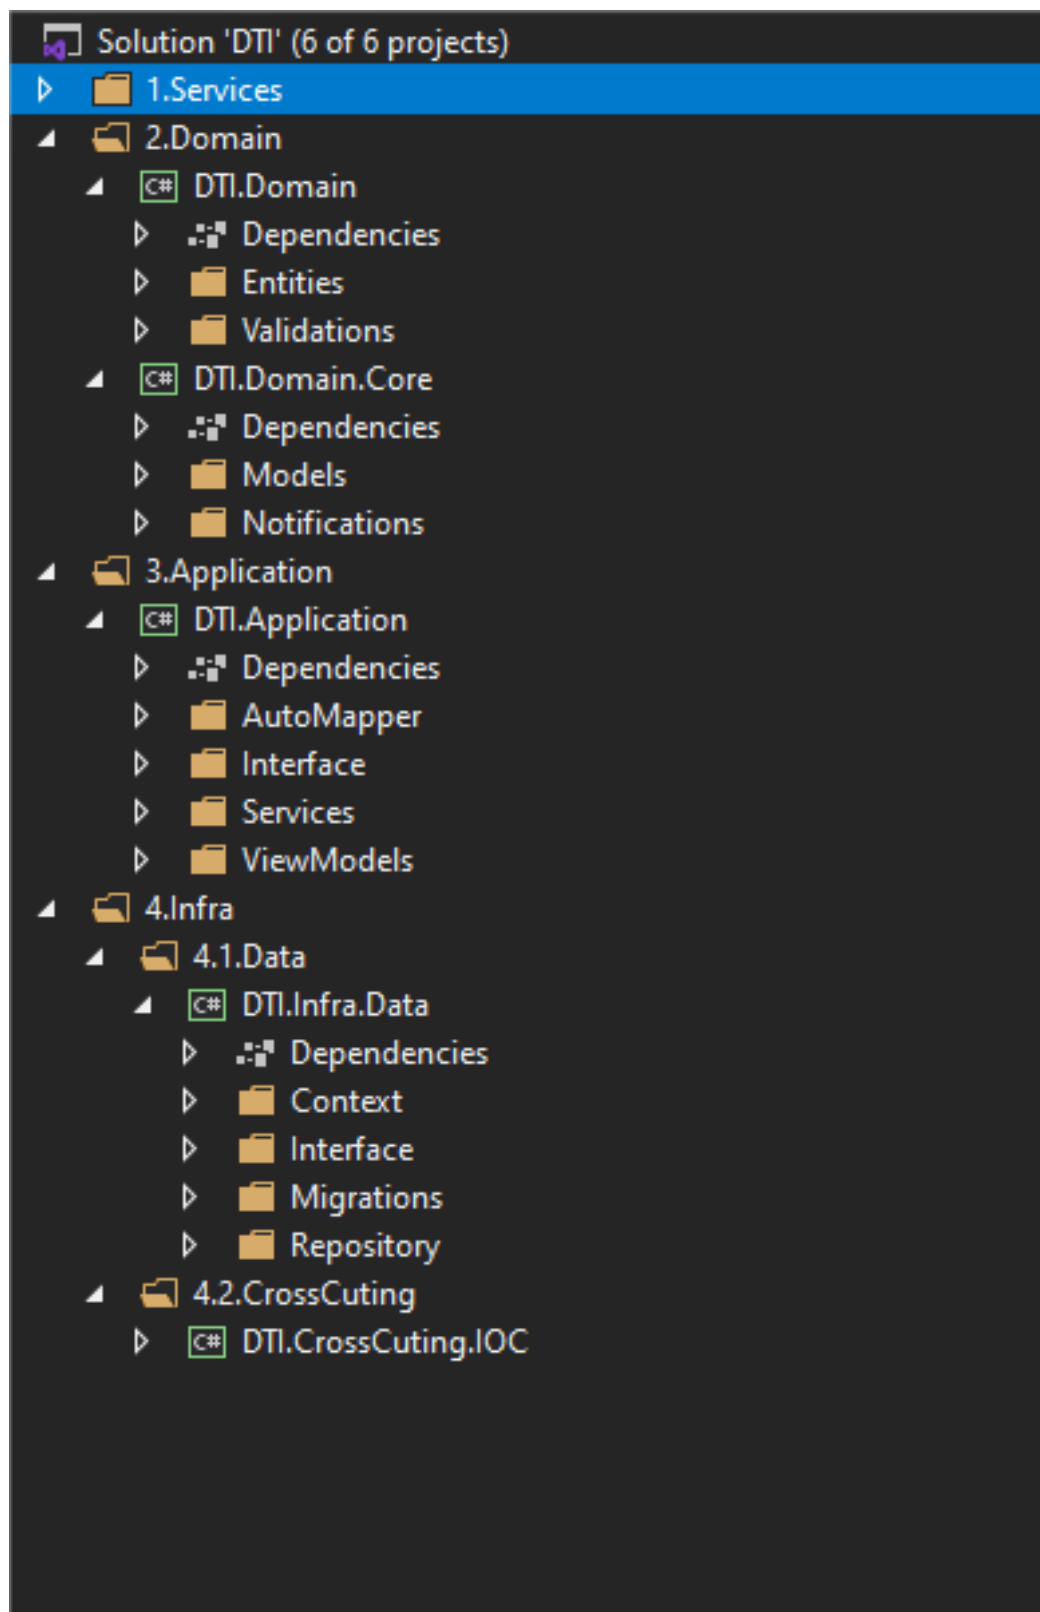 Solution 'DTI' (6 of 6 projects)
1.Services
2.Domain
C# DTI.Domain
Dependencies
Entities
Validations
C# DTI.Domain.Core
Dependencies
Models
Notifications
3.Application
C# DTI.Application
Dependencies
AutoMapper
Interface
Services
ViewModels
4.Infra
4.1.Data
C# DTI.Infra.Data
Dependencies
Context
Interface
Migrations
Repository
4.2.CrossCuting
C# DTI.CrossCuting.IOC